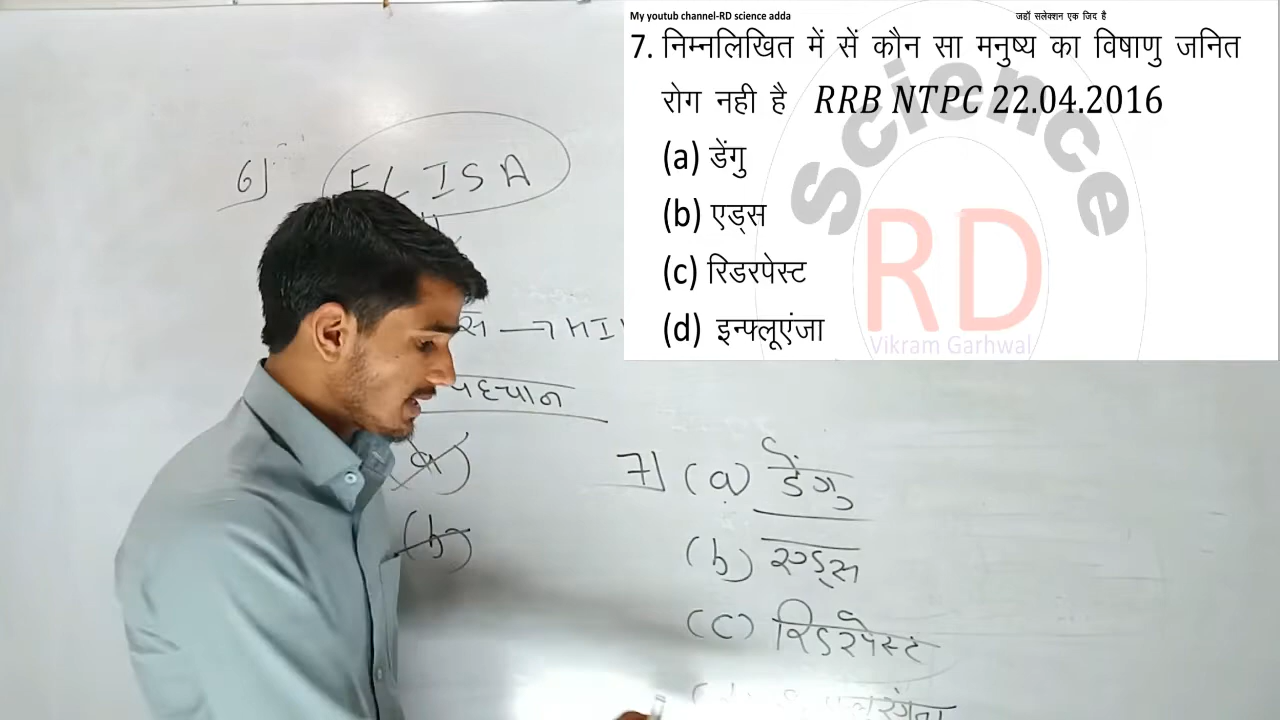 My youtub channel-RD science adda
जहॉ सलेक्शन एक जिद है
7. निम्नलिखित में सें कौन सा मनुष्य का विषाणु जनित
रोग नही है RRB NTPC 22.04.2016
(a) डेंगु
(b) एड्स
(c) रिडरपेस्ट
(d) इन्फ्लूएंजा
Science
RD
Vikram Garhwal
6) ELISA
पहचान
(b)
7) (a) डेंगु
(b) एड्स
(c) रिडरपेस्ट